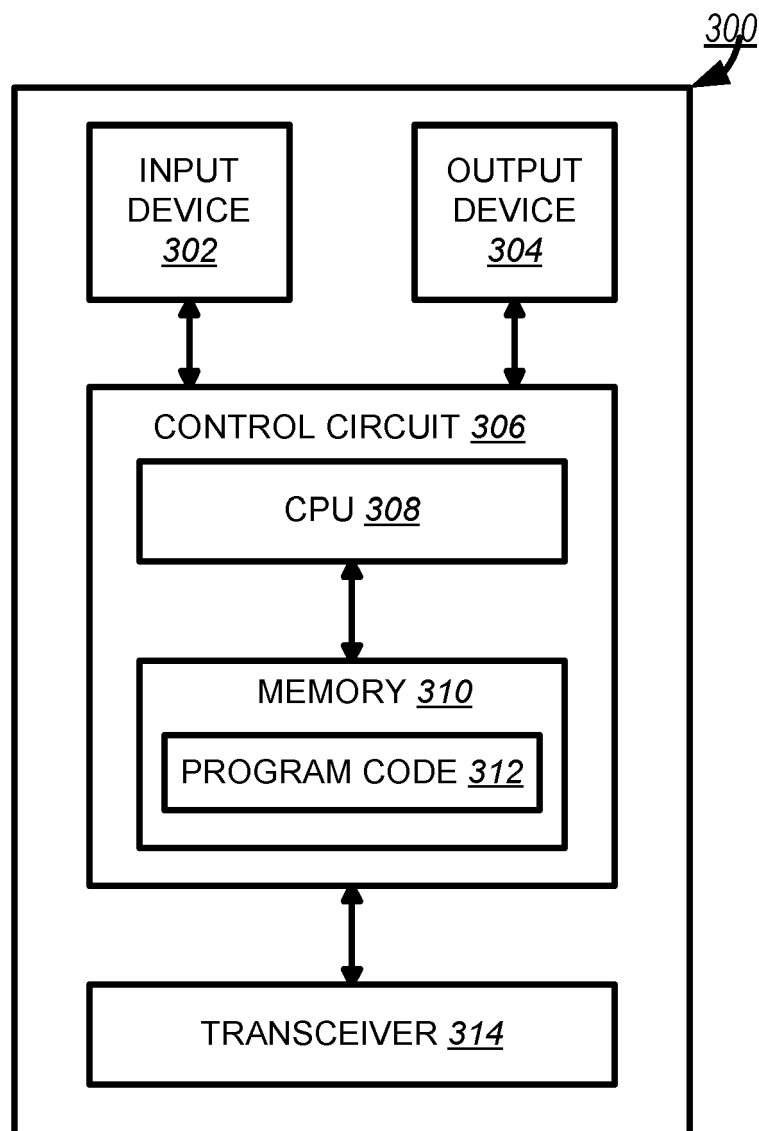 300
INPUT
DEVICE
302
OUTPUT
DEVICE
304
CONTROL CIRCUIT 306
CPU 308
MEMORY 310
PROGRAM CODE 312
TRANSCEIVER 314